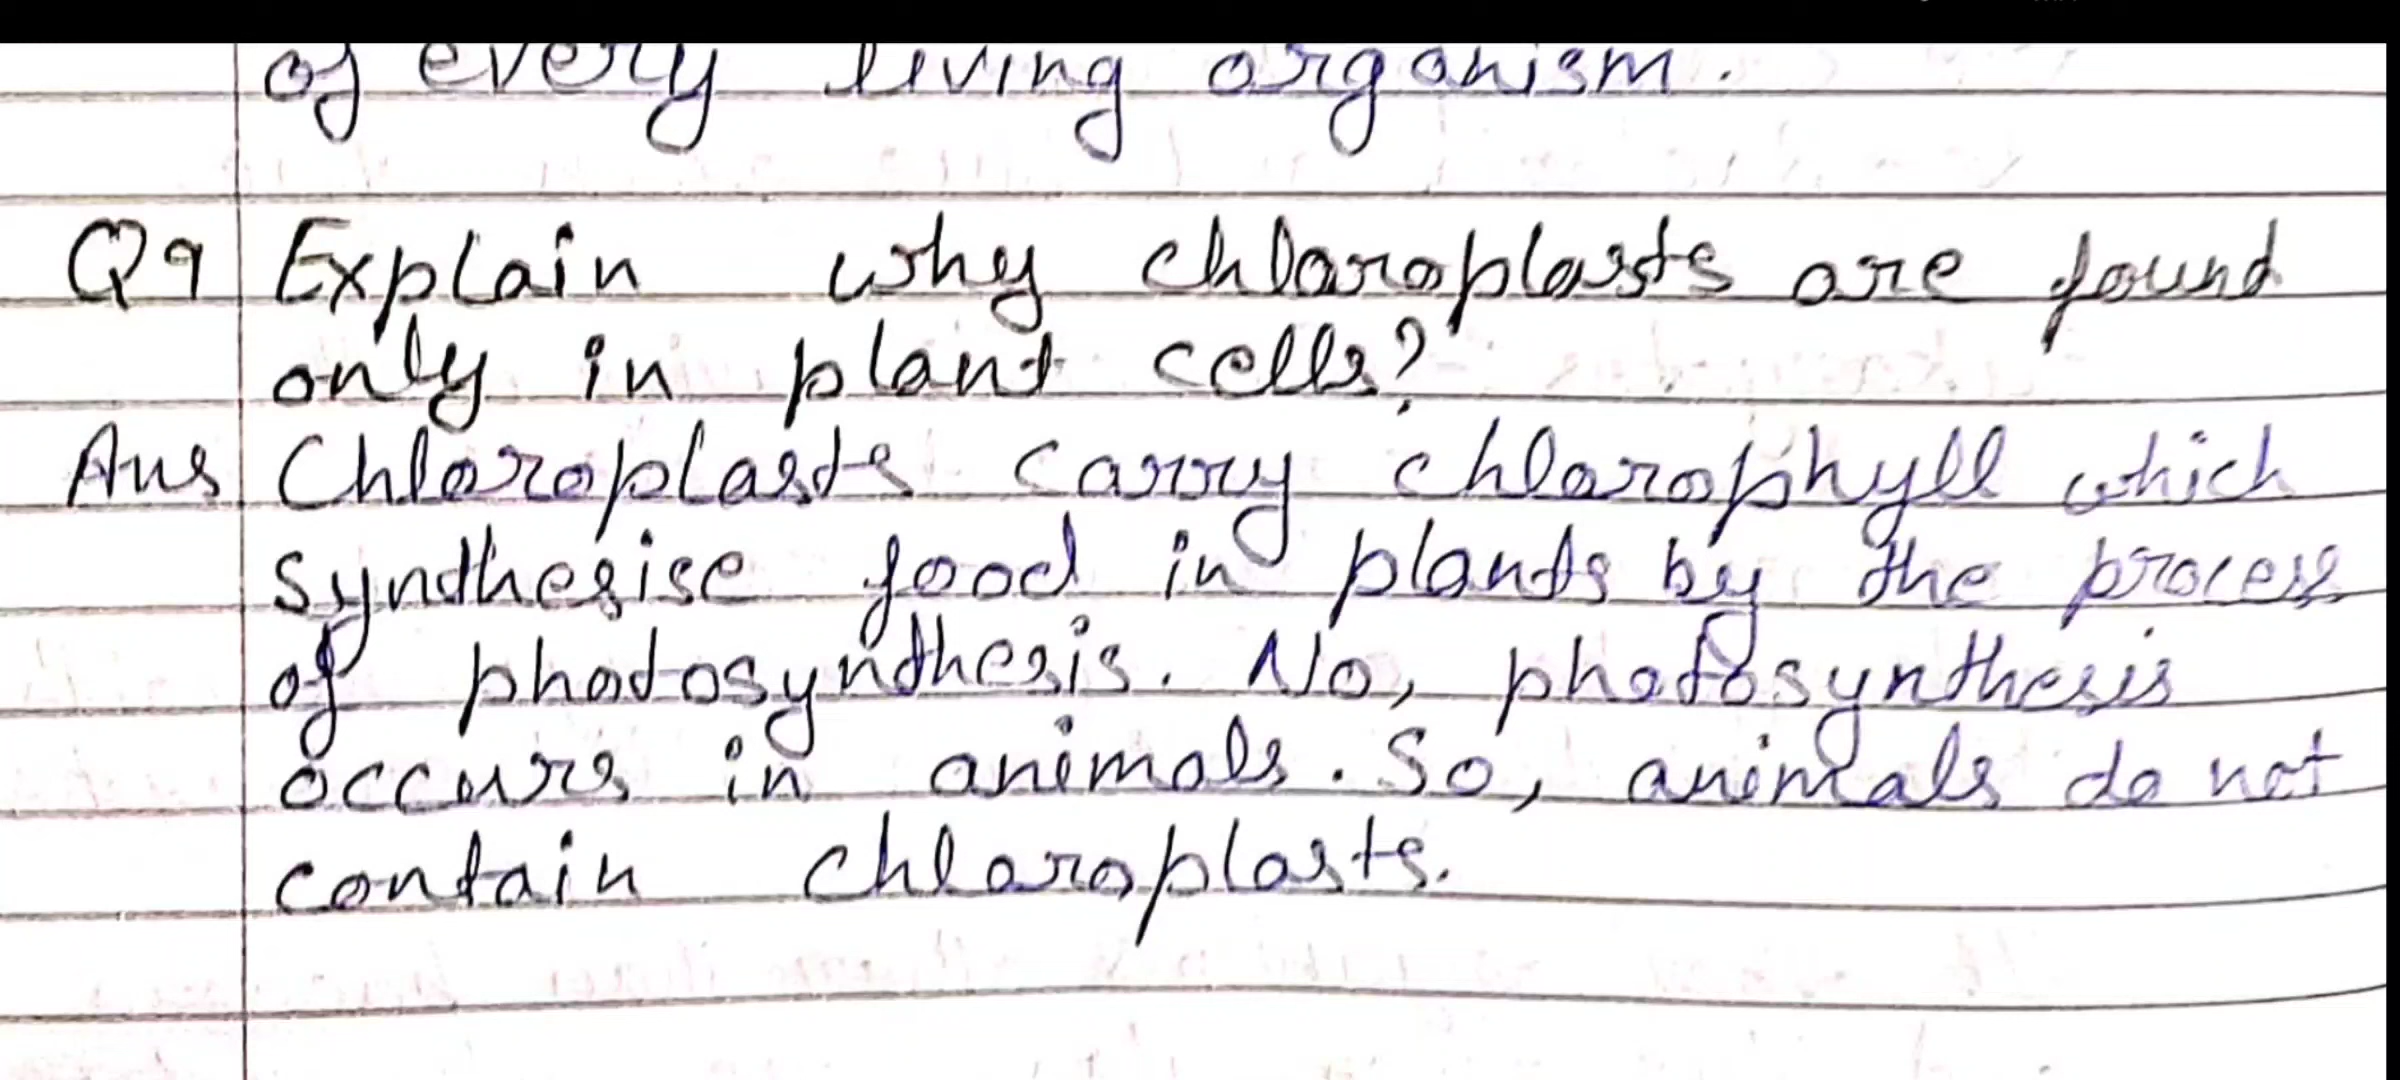 of every living organism.
Q9 Explain why chloroplasts are found
only in plant cells?
Ans Chloroplasts carry chlorophyll which
synthesise food in plants by the process
of photosynthesis. No, photosynthesis
occurs in animals. So, animals do not
contain chloroplasts.